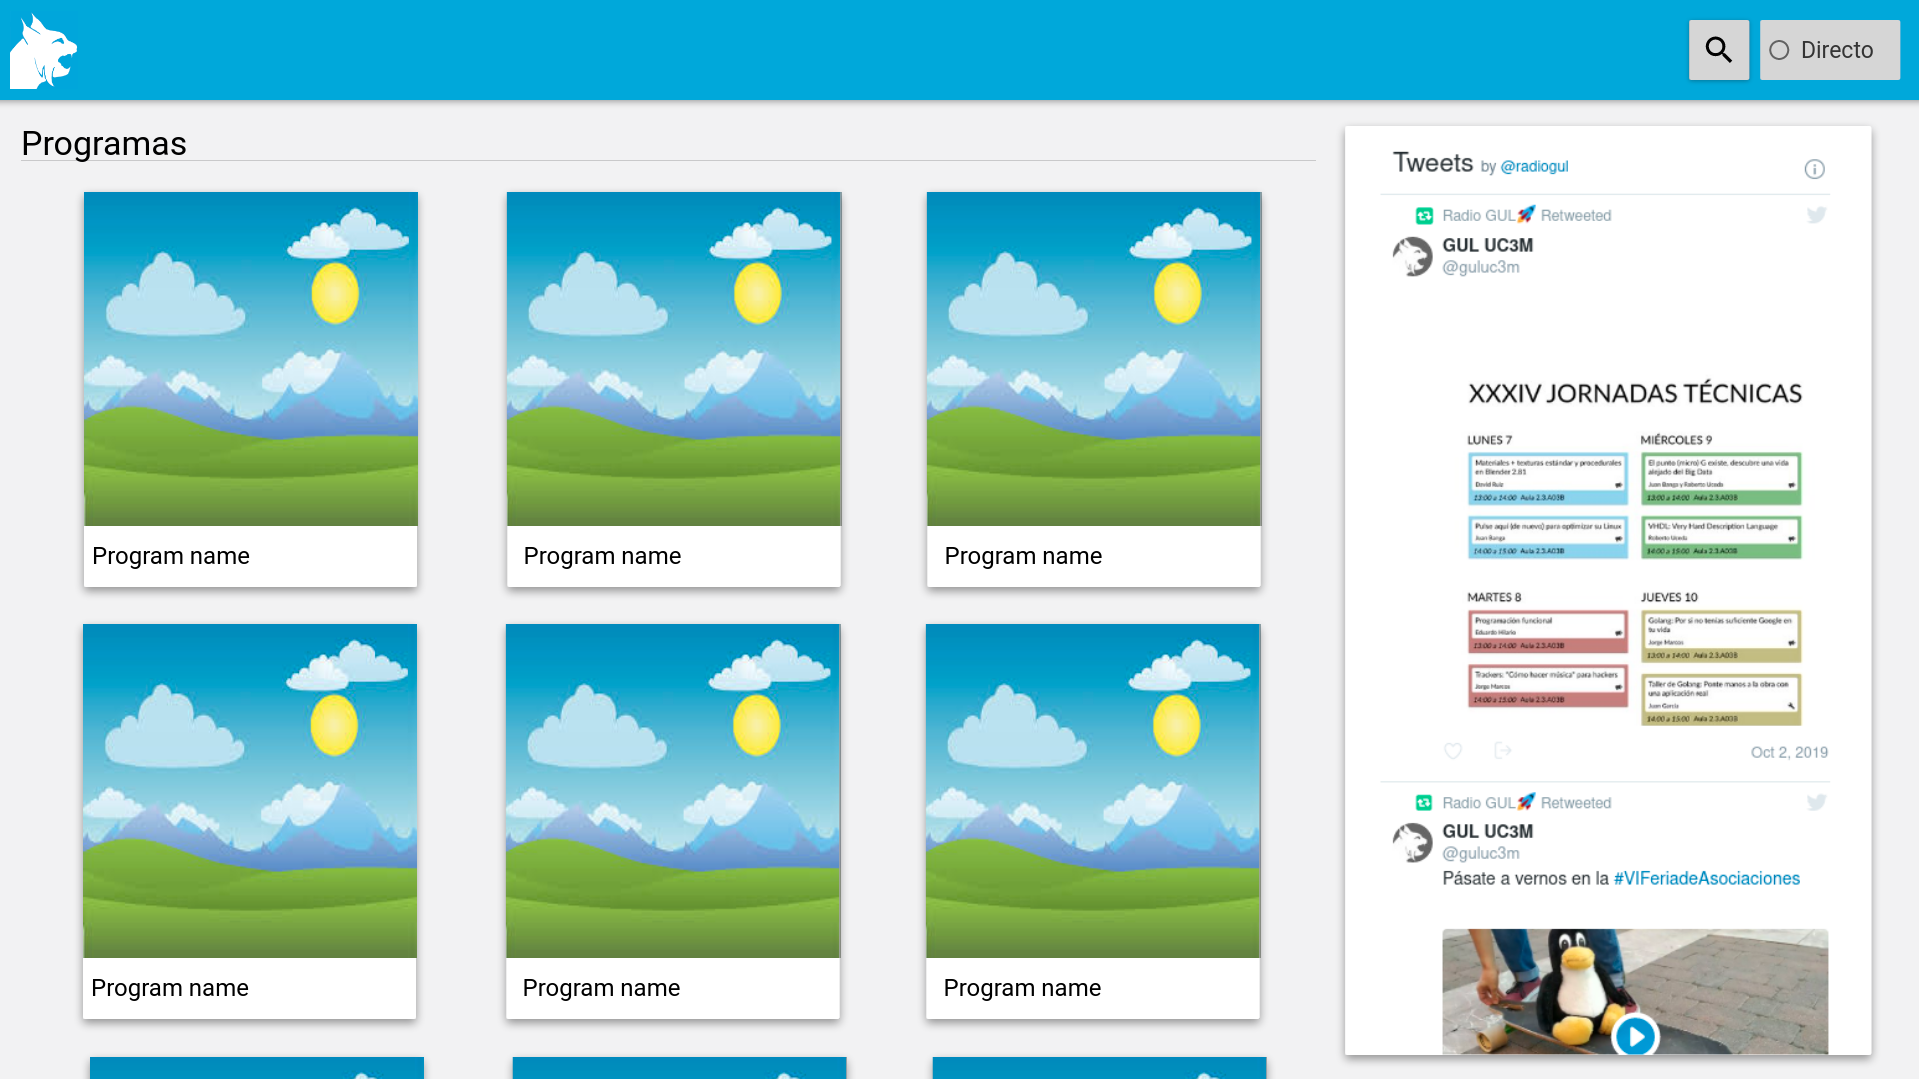 Directo
Programas
Program name
Program name
Program name
Program name
Program name
Program name
Tweets by @radiogul
Radio GUL🚀 Retweeted
GUL UC3M
@guluc3m
XXXIV JORNADAS TÉCNICAS
LUNES 7
Materiales + texturas estándar y procedurales
en Blender 2.81
David Ruiz
13:00 a 14:00 Aula 2.3.A03B
Pulse aquí (de nuevo) para optimizar su Linux
Juan Banga
14:00 a 15:00 Aula 2.3.A03B
MIÉRCOLES 9
El punto (micro) G existe, descubre una vida
alejado del Big Data
Juan Banga y Roberto Uceda
13:00 a 14:00 Aula 2.3.A03B
VHDL: Very Hard Description Language
Roberto Uceda
14:00 a 15:00 Aula 2.3.A03B
MARTES 8
Programación funcional
Eduardo Hilario
13:00 a 14:00 Aula 2.3.A03B
Trackers: "Cómo hacer música" para hackers
Jorge Marcos
14:00 a 15:00 Aula 2.3.A03B
JUEVES 10
Golang: Por si no tenías suficiente Google en
tu vida
Jorge Marcos
13:00 a 14:00 Aula 2.3.A03B
Taller de Golang: Ponte manos a la obra con
una aplicación real
Juan García
14:00 a 15:00 Aula 2.3.A03B
Oct 2, 2019
Radio GUL🚀 Retweeted
GUL UC3M
@guluc3m
Pásate a vernos en la #VIFeriadeAsociaciones